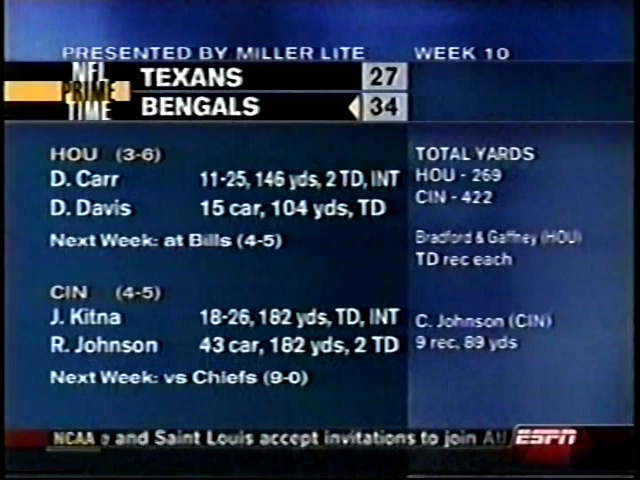 PRESENTED BY MILLER LITE WEEK 10
NFL PRIME TIME
TEXANS 27
BENGALS 34
HOU (3-6)
D. Carr 11-25, 146 yds, 2 TD, INT
D. Davis 15 car, 104 yds, TD
Next Week: at Bills (4-5)
CIN (4-5)
J. Kitna 18-26, 182 yds, TD, INT
R. Johnson 43 car, 182 yds, 2 TD
Next Week: vs Chiefs (9-0)
TOTAL YARDS
HOU - 269
CIN - 422
Bradford & Gaffney (HOU)
TD rec each
C. Johnson (CIN)
9 rec, 89 yds
NCAA e and Saint Louis accept invitations to join Atl ESPN